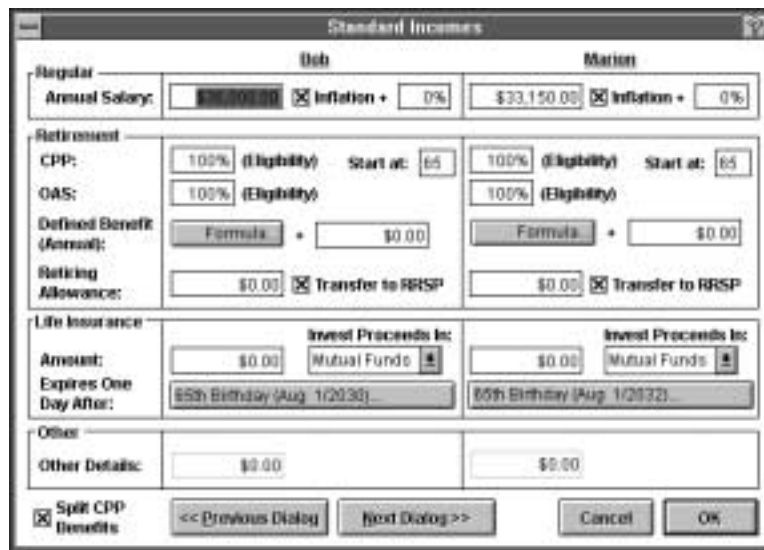 Standard Incomes
Bob Marion
Regular
Annual Salary: Inflation + 0% $33,150.00 Inflation + 0%
Retirement
CPP: 100% (Eligibility) Start at: 65 100% (Eligibility) Start at: 65
OAS: 100% (Eligibility) 100% (Eligibility)
Defined Benefit (Annual): Formula + $0.00 Formula + $0.00
Retiring Allowance: $0.00 Transfer to RRSP $0.00 Transfer to RRSP
Life Insurance
Invest Proceeds In: Invest Proceeds In:
Amount: $0.00 Mutual Funds $0.00 Mutual Funds
Expires One Day After: 65th Birthday (Aug 1/2030)... 65th Birthday (Aug 1/2032)...
Other
Other Details: $0.00 $0.00
Split CPP Benefits << Previous Dialog Next Dialog >> Cancel OK